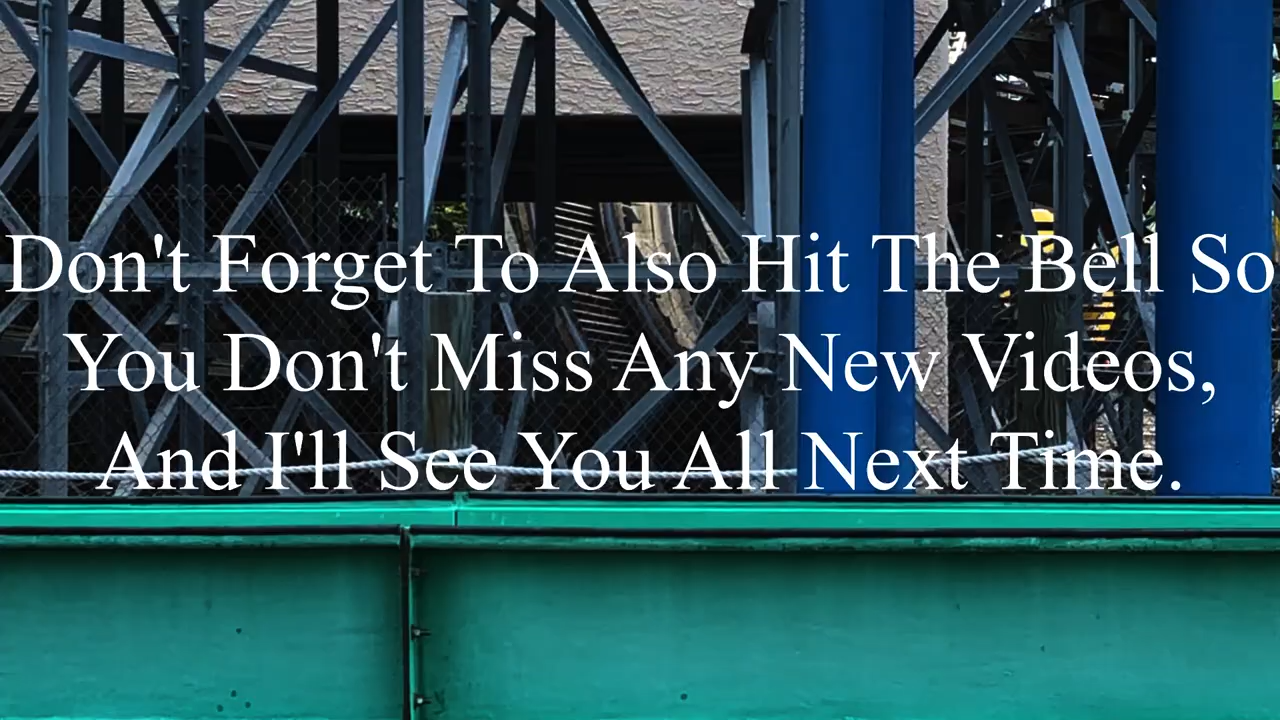 Don't Forget To Also Hit The Bell So
You Don't Miss Any New Videos,
And I'll See You All Next Time.